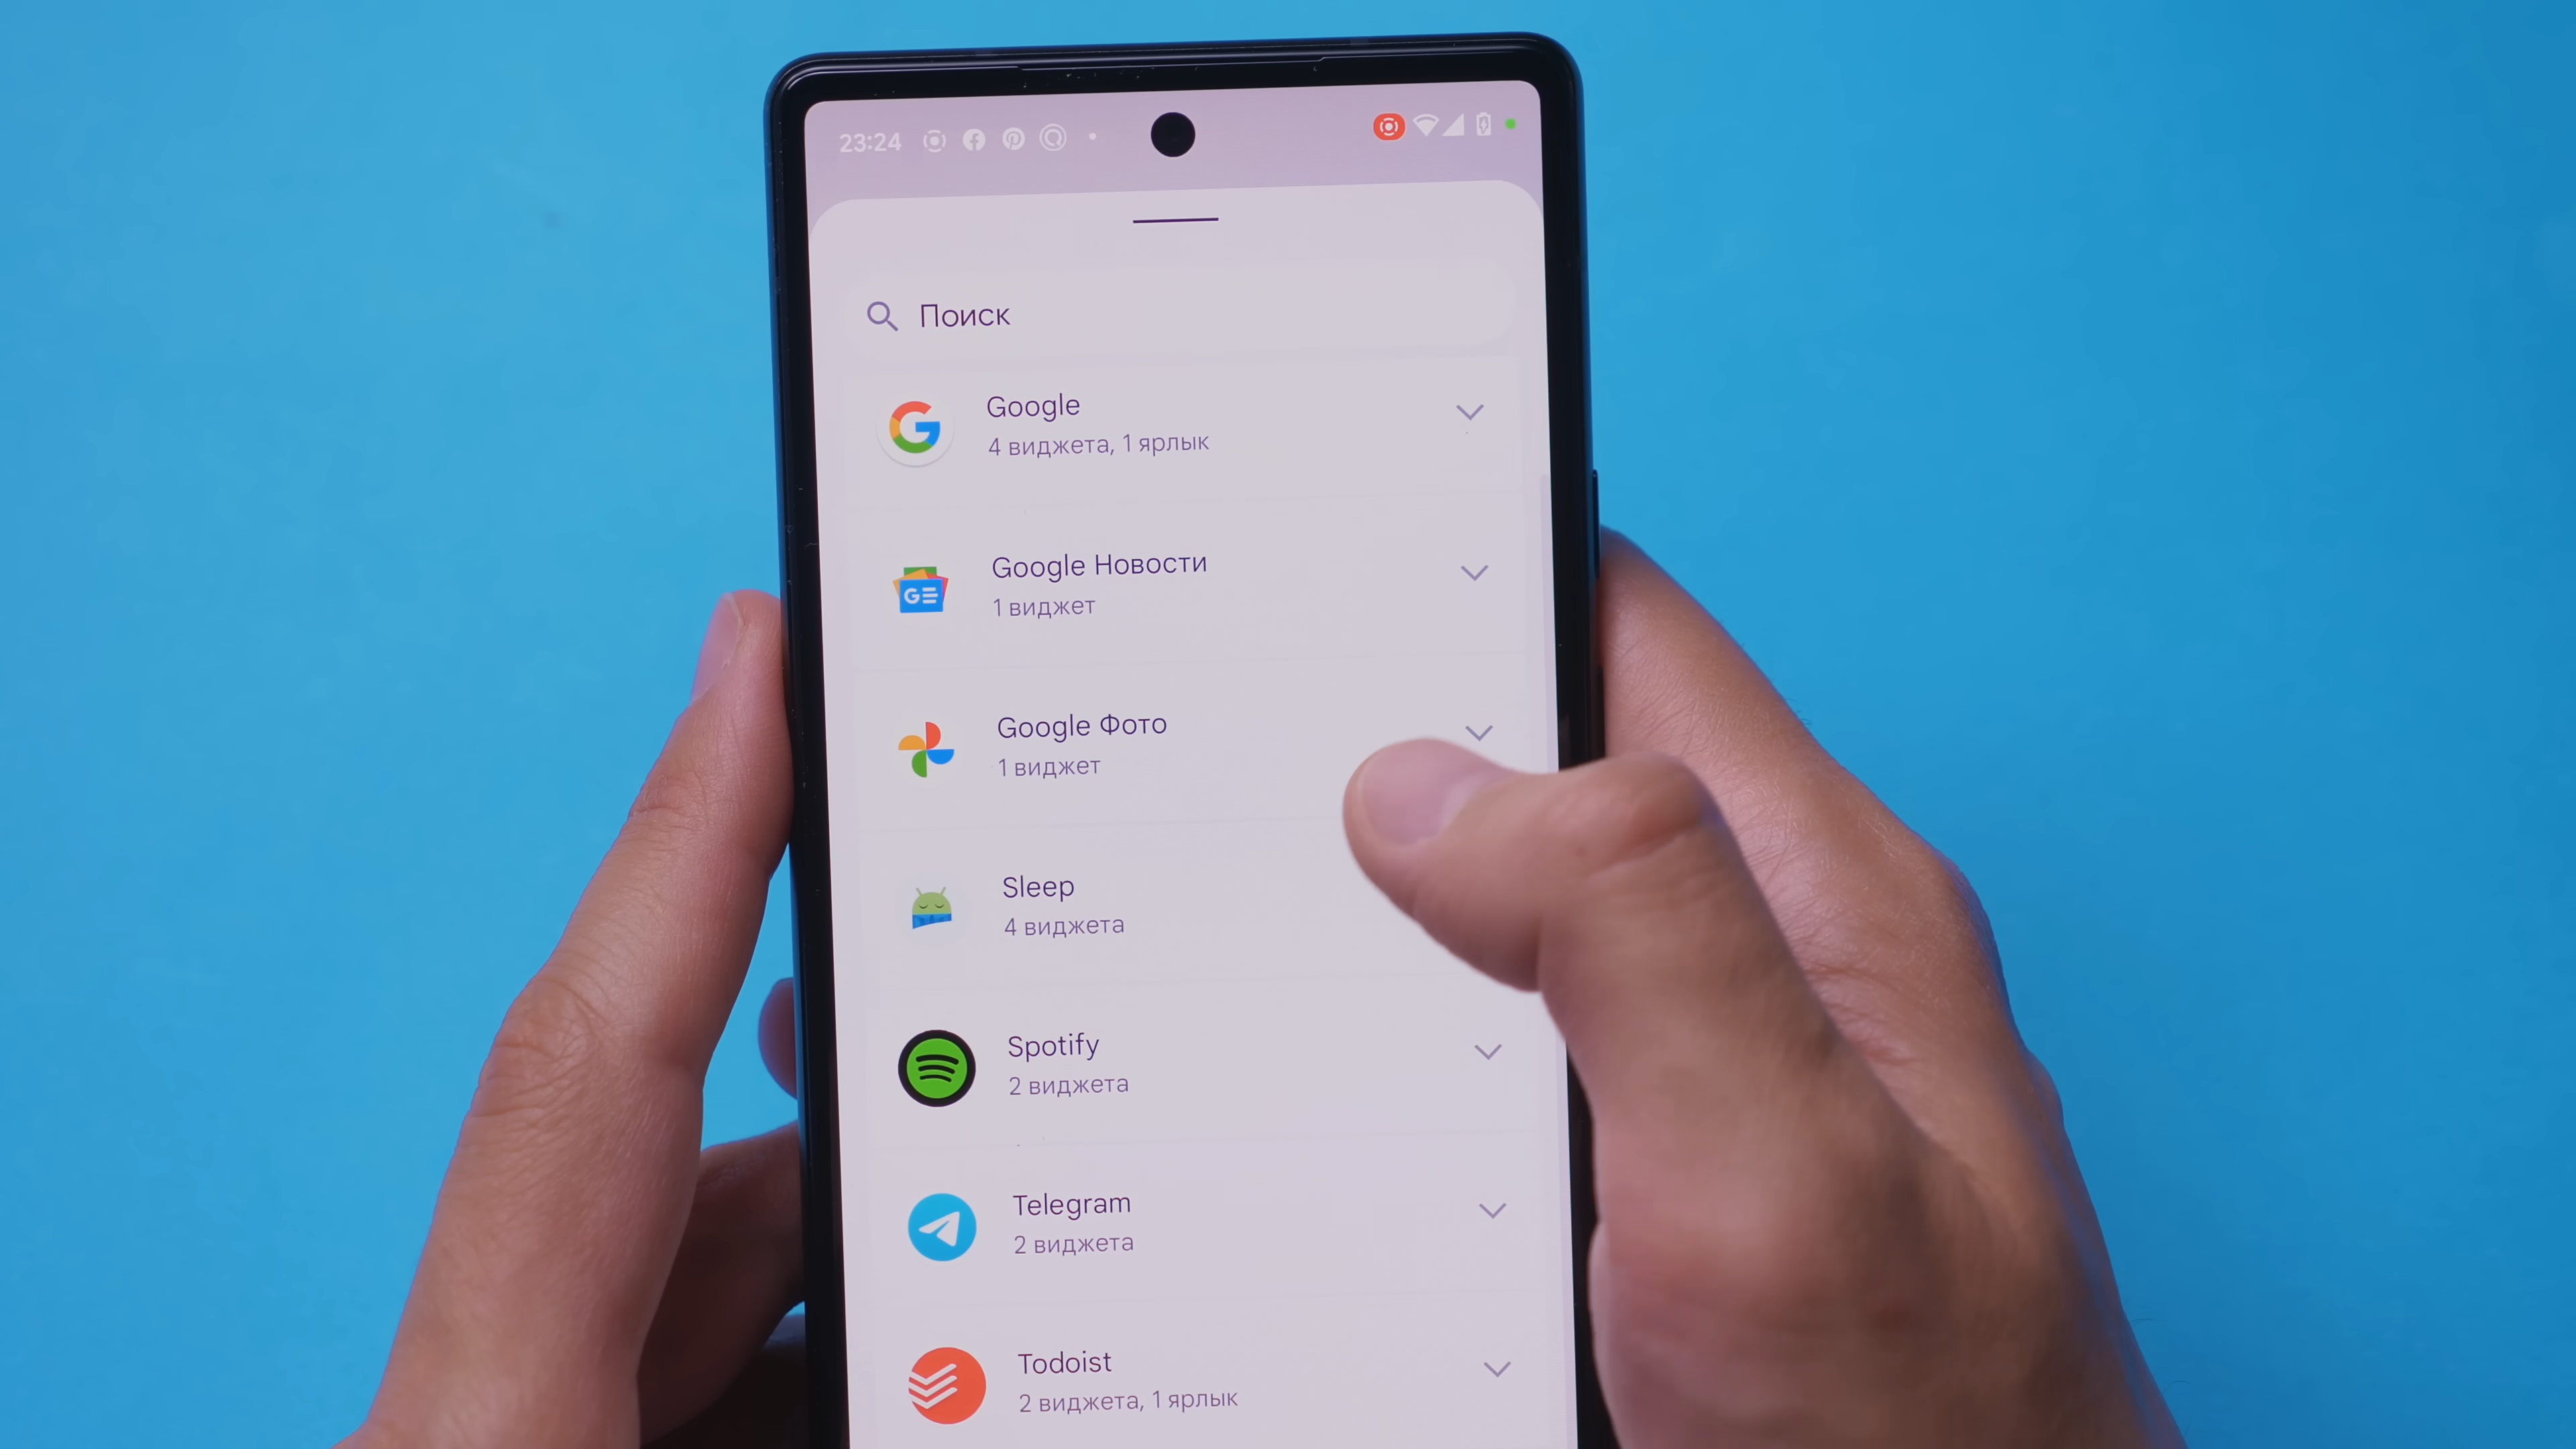 23:24
Поиск
Google
4 виджета, 1 ярлык
Google Новости
1 виджет
Google Фото
1 виджет
Sleep
4 виджета
Spotify
2 виджета
Telegram
2 виджета
Todoist
2 виджета, 1 ярлык